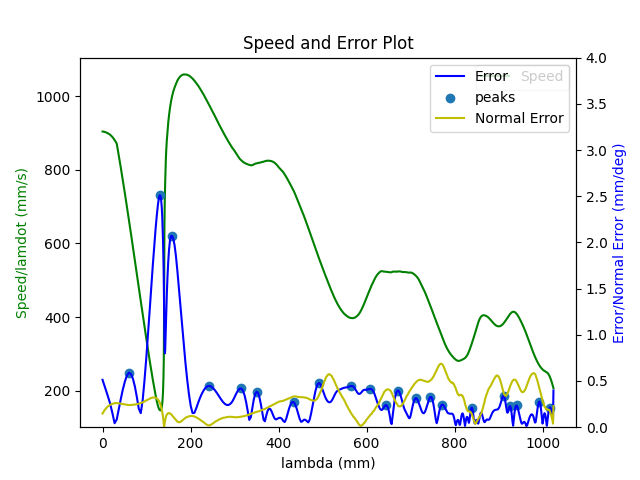 Speed and Error Plot
Speed
Error
peaks
Normal Error
1000
800
600
400
200
Speed/lamdot (mm/s)
4.0
3.5
3.0
2.5
2.0
1.5
1.0
0.5
0.0
Error/Normal Error (mm/deg)
0 200 400 600 800 1000
lambda (mm)